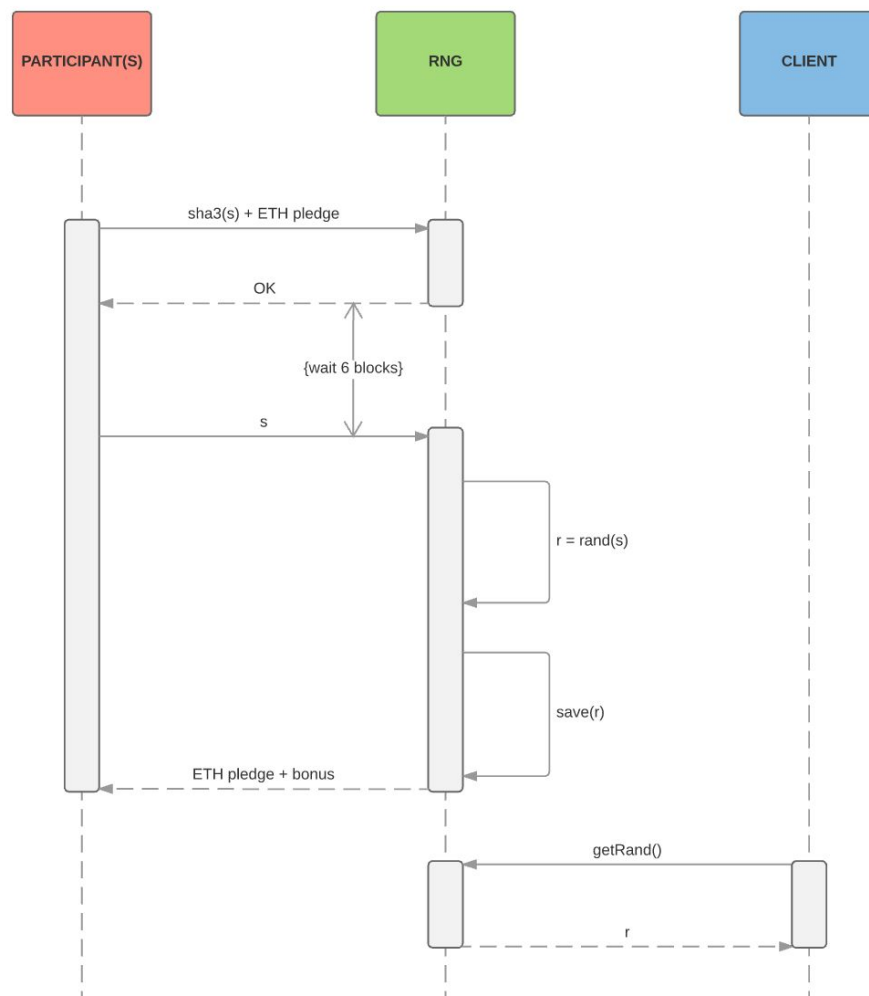 PARTICIPANT(S)
RNG
CLIENT
sha3(s) + ETH pledge
OK
{wait 6 blocks}
s
r = rand(s)
save(r)
ETH pledge + bonus
getRand()
r